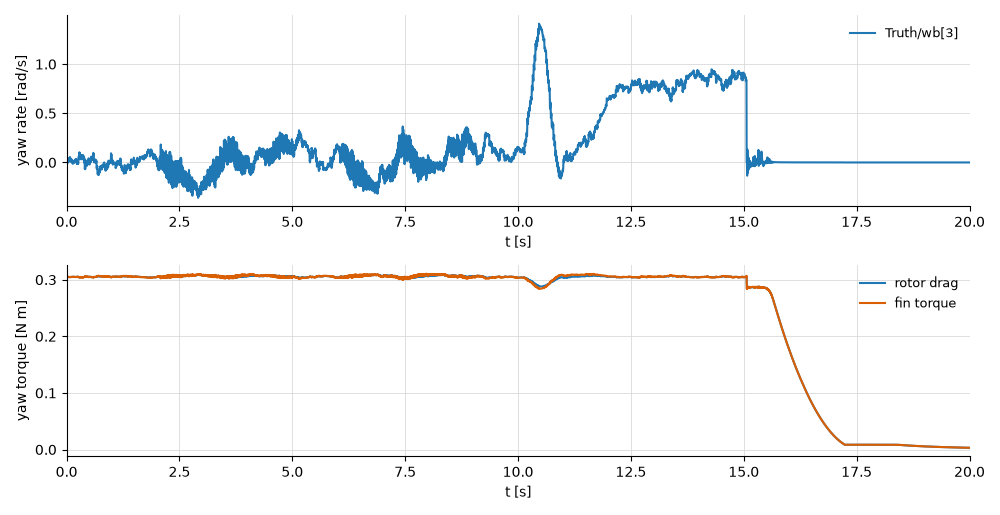 yaw rate [rad/s]
1.0
0.5
0.0
Truth/wb[3]
0.0 2.5 5.0 7.5 10.0 12.5 15.0 17.5 20.0
t [s]
yaw torque [N m]
0.3
0.2
0.1
0.0
rotor drag
fin torque
0.0 2.5 5.0 7.5 10.0 12.5 15.0 17.5 20.0
t [s]